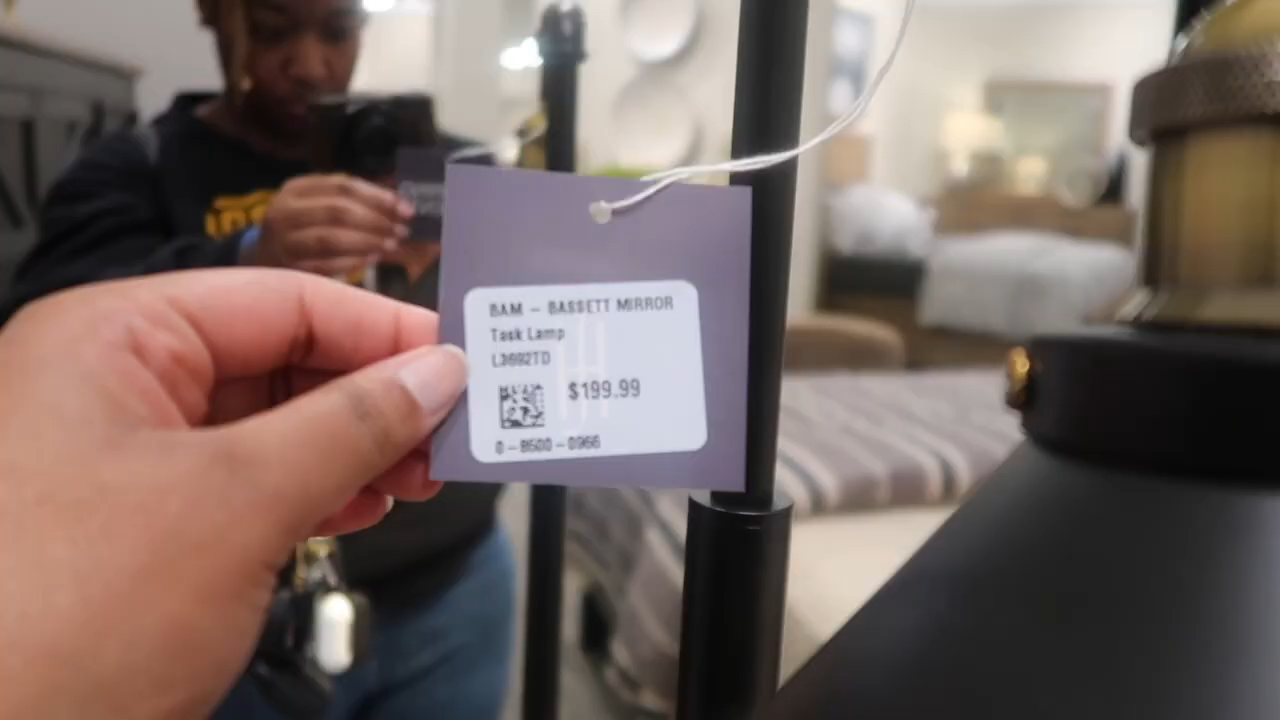 BAM – BASSETT MIRROR
Task Lamp
L3692TD
$199.99
0-8500-0966